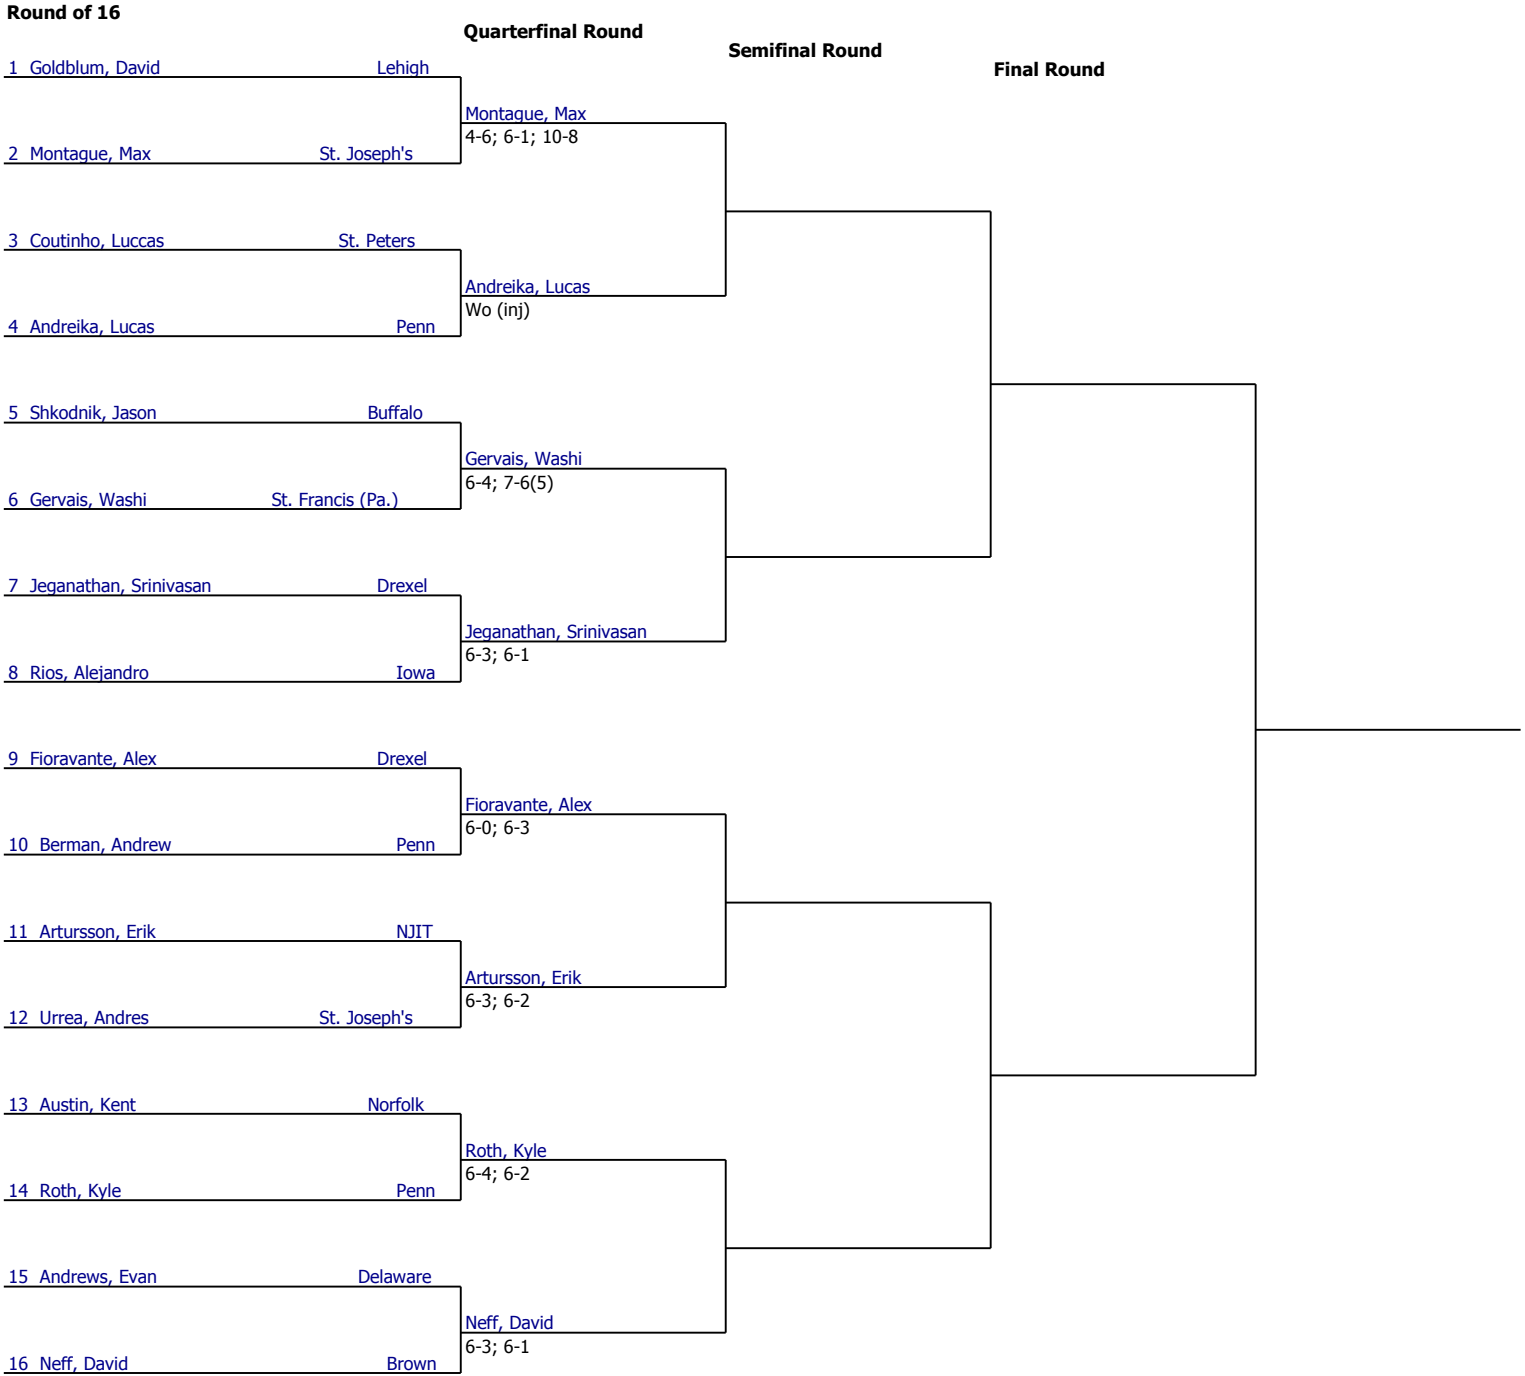 Round of 16
Quarterfinal Round
Semifinal Round
Final Round
1 Goldblum, David Lehigh
Montague, Max
4-6; 6-1; 10-8
2 Montague, Max St. Joseph's
3 Coutinho, Luccas St. Peters
Andreika, Lucas
Wo (inj)
4 Andreika, Lucas Penn
5 Shkodnik, Jason Buffalo
Gervais, Washi
6-4; 7-6(5)
6 Gervais, Washi St. Francis (Pa.)
7 Jeganathan, Srinivasan Drexel
Jeganathan, Srinivasan
6-3; 6-1
8 Rios, Alejandro Iowa
9 Fioravante, Alex Drexel
Fioravante, Alex
6-0; 6-3
10 Berman, Andrew Penn
11 Artursson, Erik NJIT
Artursson, Erik
6-3; 6-2
12 Urrea, Andres St. Joseph's
13 Austin, Kent Norfolk
Roth, Kyle
6-4; 6-2
14 Roth, Kyle Penn
15 Andrews, Evan Delaware
Neff, David
6-3; 6-1
16 Neff, David Brown